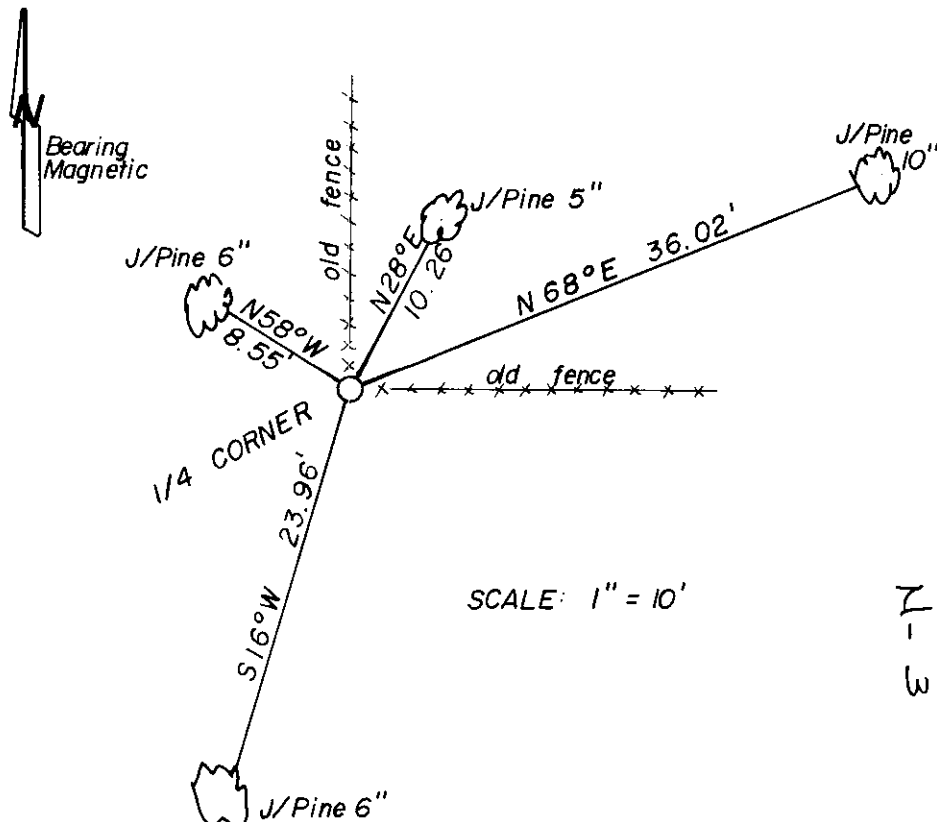 N
Bearing
Magnetic
old fence
J/Pine
10"
J/Pine 5"
J/Pine 6"
N28°E
10.26'
N 68°E 36.02'
N58°W
8.55'
old fence
1/4 CORNER
S16°W 23.96'
SCALE: 1" = 10'
J/Pine 6"